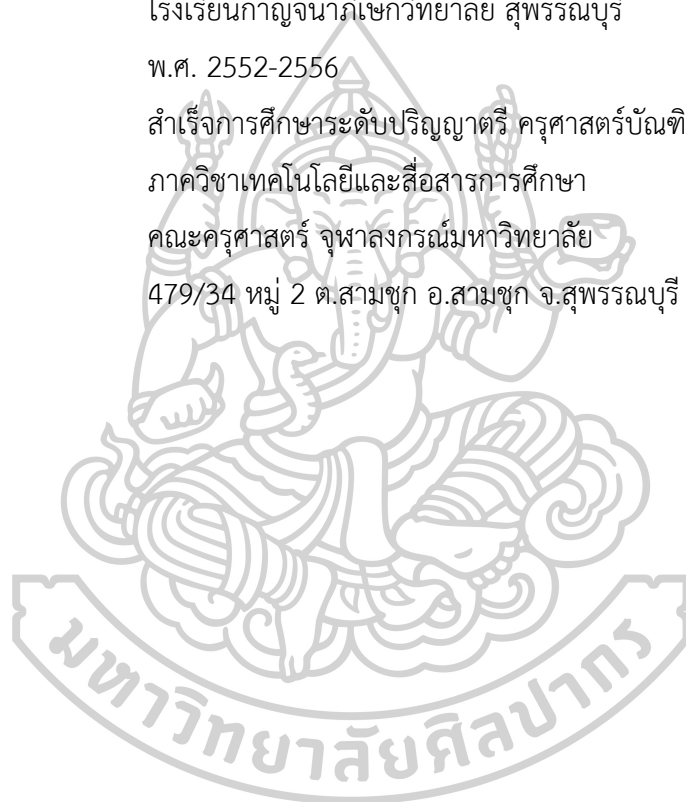 โรงเรียนกาญจนาภิเษกวิทยาลัย สุพรรณบุรี
พ.ศ. 2552-2556
สำเร็จการศึกษาระดับปริญญาตรี ครุศาสตร์บัณฑิ
ภาควิชาเทคโนโลยีและสื่อสารการศึกษา
คณะครุศาสตร์ จุฬาลงกรณ์มหาวิทยาลัย
479/34 หมู่ 2 ต.สามชุก อ.สามชุก จ.สุพรรณบุรี
มหาวิทยาลัยศิลปากร